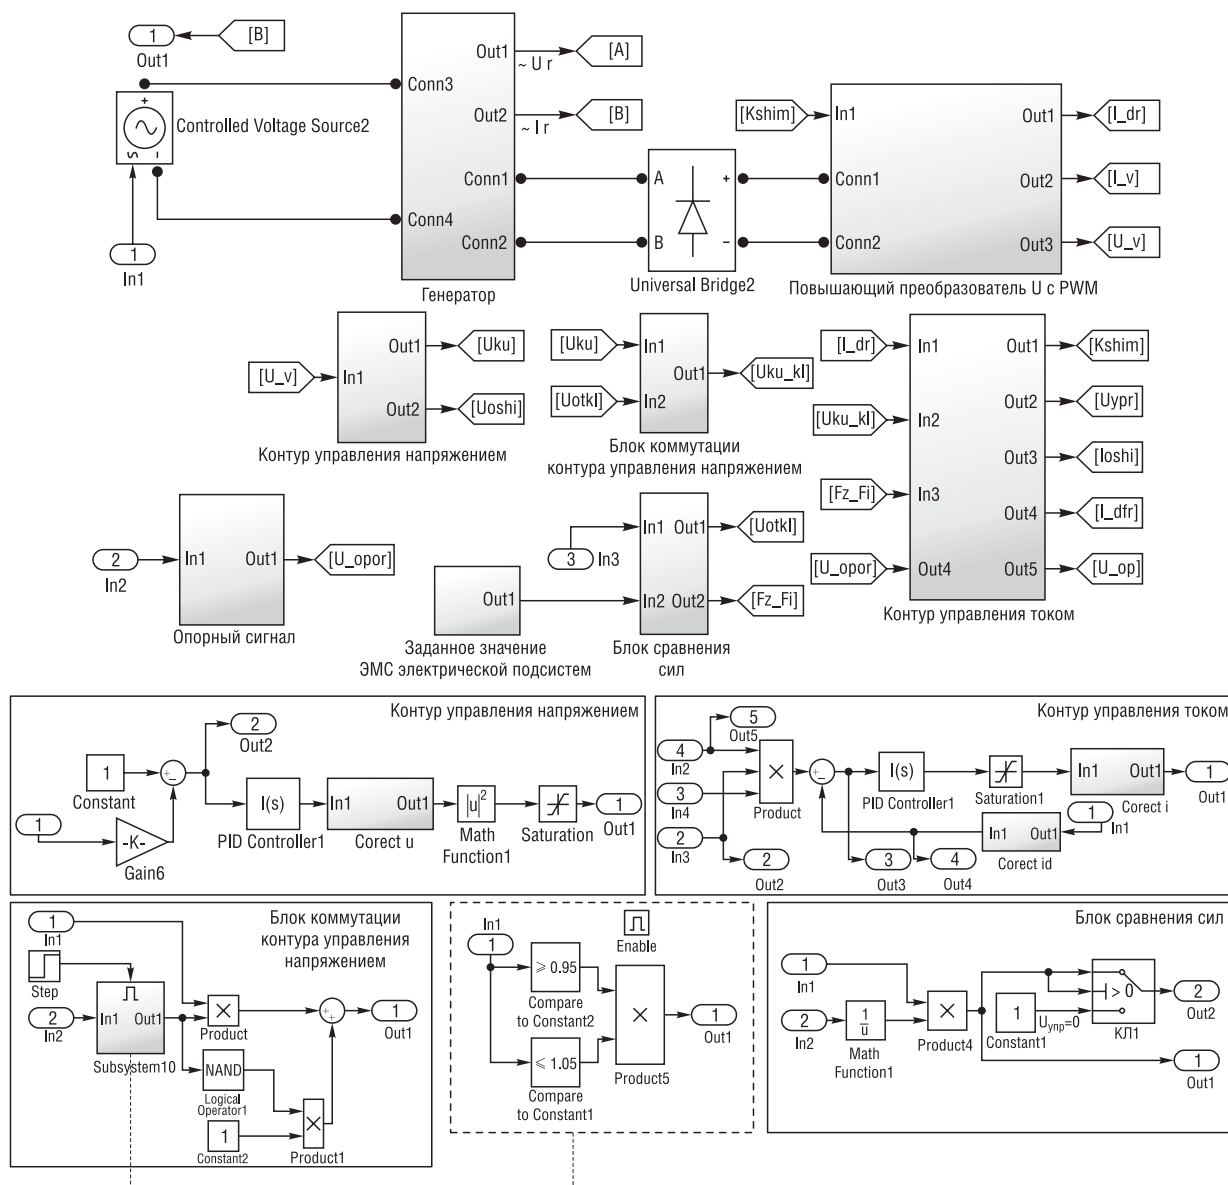 1
Out1
[B]
Controlled Voltage Source2
+
S
–
1
In1
Conn3
Conn4
Out1
~ U r
[A]
Out2
~ I r
[B]
Conn1
Conn2
Генератор
A
B
+
–
Universal Bridge2
[Kshim]
In1
Conn1
Conn2
Out1
Out2
Out3
[I_dr]
[I_v]
[U_v]
Повышающий преобразователь U с PWM
[U_v]
In1
Out1
Out2
[Uku]
[Uoshi]
Контур управления напряжением
[Uku]
[Uotkl]
In1
In2
Out1
[Uku_kl]
Блок коммутации
контура управления напряжением
[I_dr]
[Uku_kl]
[Fz_Fi]
[U_opor]
In1
In2
In3
Out4
Out1
Out2
Out3
Out4
Out5
[Kshim]
[Uypr]
[Ioshi]
[I_dfr]
[U_op]
Контур управления током
2
In2
In1
Out1
[U_opor]
Опорный сигнал
3
In3
Out1
Заданное значение
ЭМС электрической подсистем
In1
In2
Out1
Out2
[Uotkl]
[Fz_Fi]
Блок сравнения
сил
Контур управления напряжением
2
Out2
1
Constant
+
–
1
-K-
Gain6
I(s)
PID Controller1
In1
Out1
Corect u
|u|²
Math
Function1
Saturation
1
Out1
Контур управления током
5
Out5
4
In2
3
In4
2
In3
×
Product
+
–
I(s)
PID Controller1
Saturation1
In1
Out1
Corect i
1
Out1
1
In1
In1
Out1
Corect id
2
Out2
3
Out3
4
Out4
Блок коммутации
контура управления
напряжением
1
In1
Step
2
In2
In1
Out1
Subsystem10
×
Product
NAND
Logical
Operator1
1
Constant2
×
Product1
+
+
1
Out1
In1
1
Enable
≥ 0.95
Compare
to Constant2
≤ 1.05
Compare
to Constant1
×
Product5
1
Out1
Блок сравнения сил
1
In1
2
In2
1
u
Math
Function1
×
Product4
1
Constant1
Uупр=0
> 0
КЛ1
2
Out2
1
Out1